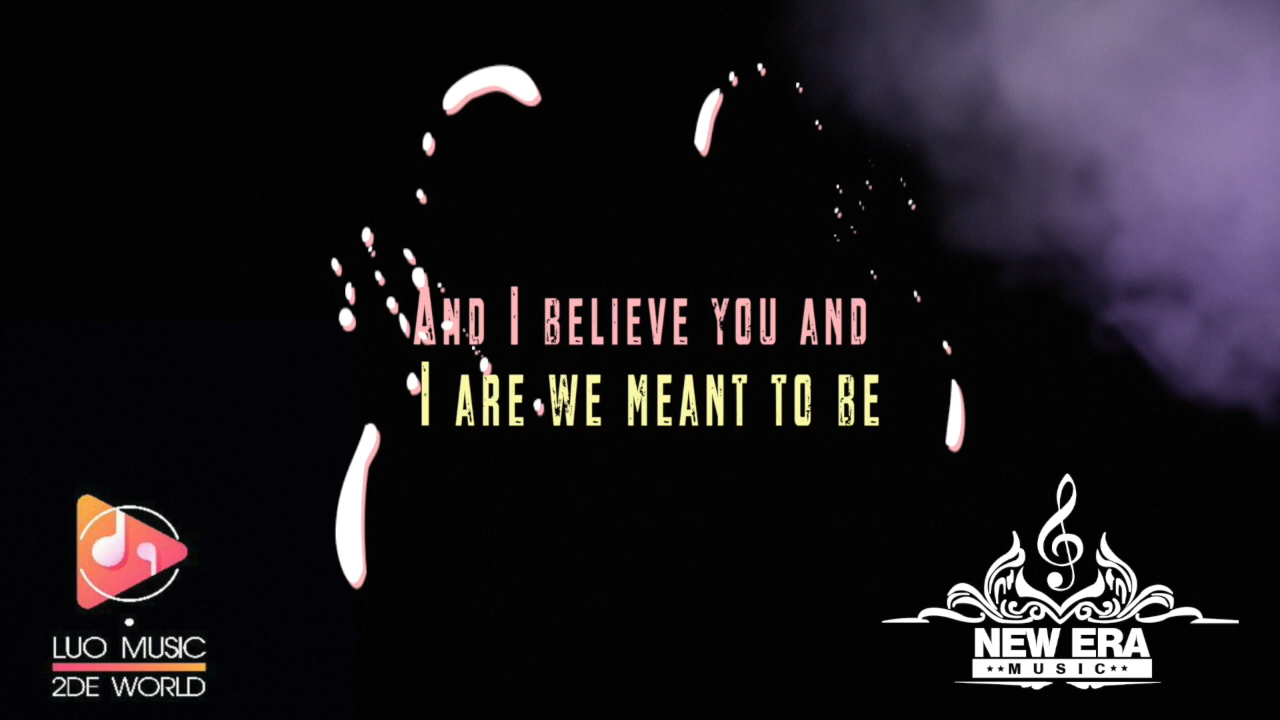 And I believe you and
I are we meant to be
LUO MUSIC
2DE WORLD
NEW ERA
★★MUSIC★★